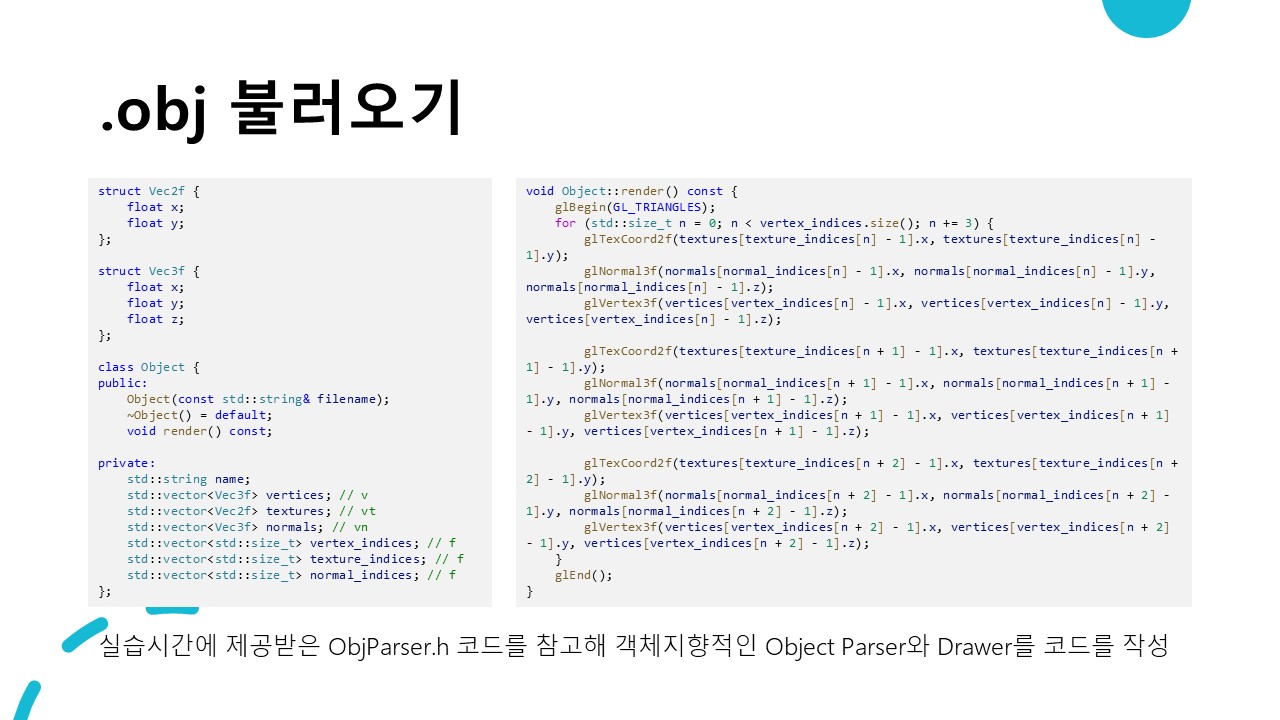 .obj 불러오기
struct Vec2f {
    float x;
    float y;
};

struct Vec3f {
    float x;
    float y;
    float z;
};

class Object {
public:
    Object(const std::string& filename);
    ~Object() = default;
    void render() const;

private:
    std::string name;
    std::vector<Vec3f> vertices; // v
    std::vector<Vec2f> textures; // vt
    std::vector<Vec3f> normals; // vn
    std::vector<std::size_t> vertex_indices; // f
    std::vector<std::size_t> texture_indices; // f
    std::vector<std::size_t> normal_indices; // f
};
void Object::render() const {
    glBegin(GL_TRIANGLES);
    for (std::size_t n = 0; n < vertex_indices.size(); n += 3) {
        glTexCoord2f(textures[texture_indices[n] - 1].x, textures[texture_indices[n] -
1].y);
        glNormal3f(normals[normal_indices[n] - 1].x, normals[normal_indices[n] - 1].y,
normals[normal_indices[n] - 1].z);
        glVertex3f(vertices[vertex_indices[n] - 1].x, vertices[vertex_indices[n] - 1].y,
vertices[vertex_indices[n] - 1].z);

        glTexCoord2f(textures[texture_indices[n + 1] - 1].x, textures[texture_indices[n +
1] - 1].y);
        glNormal3f(normals[normal_indices[n + 1] - 1].x, normals[normal_indices[n + 1] -
1].y, normals[normal_indices[n + 1] - 1].z);
        glVertex3f(vertices[vertex_indices[n + 1] - 1].x, vertices[vertex_indices[n + 1]
- 1].y, vertices[vertex_indices[n + 1] - 1].z);

        glTexCoord2f(textures[texture_indices[n + 2] - 1].x, textures[texture_indices[n +
2] - 1].y);
        glNormal3f(normals[normal_indices[n + 2] - 1].x, normals[normal_indices[n + 2] -
1].y, normals[normal_indices[n + 2] - 1].z);
        glVertex3f(vertices[vertex_indices[n + 2] - 1].x, vertices[vertex_indices[n + 2]
- 1].y, vertices[vertex_indices[n + 2] - 1].z);
    }
    glEnd();
}
실습시간에 제공받은 ObjParser.h 코드를 참고해 객체지향적인 Object Parser와 Drawer를 코드를 작성